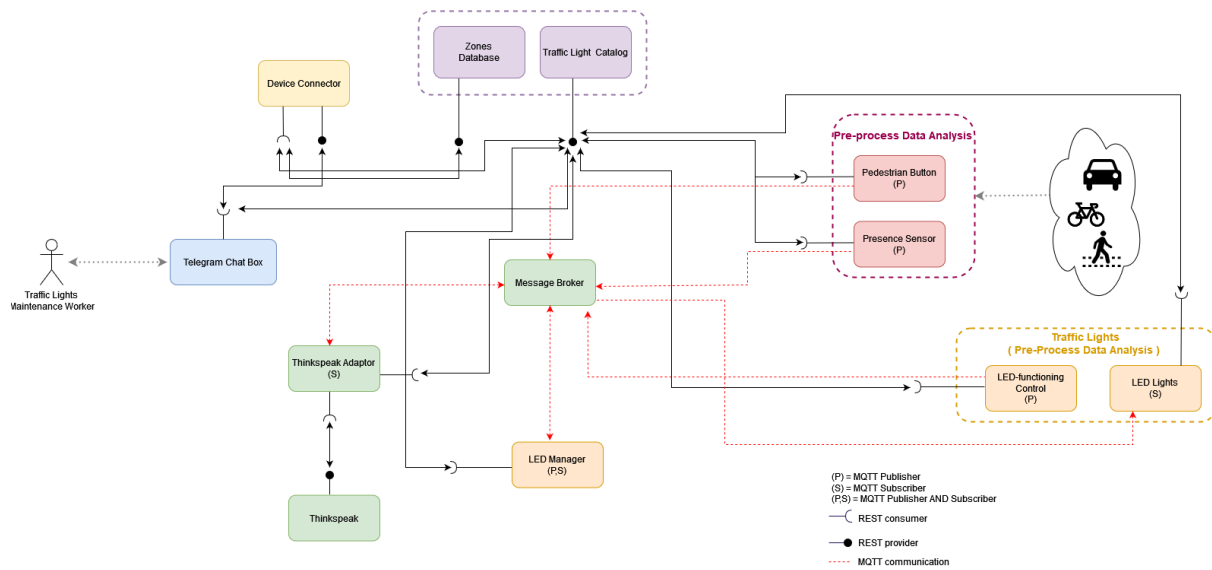 Zones
Database
Traffic Light Catalog
Device Connector
Pre-process Data Analysis
Pedestrian Button
(P)
Presence Sensor
(P)
Telegram Chat Box
Traffic Lights
Maintenance Worker
Message Broker
Traffic Lights
( Pre-Process Data Analysis )
Thinkspeak Adaptor
(S)
LED-functioning
Control
(P)
LED Lights
(S)
LED Manager
(P,S)
Thinkspeak
(P) = MQTT Publisher
(S) = MQTT Subscriber
(P,S) = MQTT Publisher AND Subscriber
REST consumer
REST provider
MQTT communication